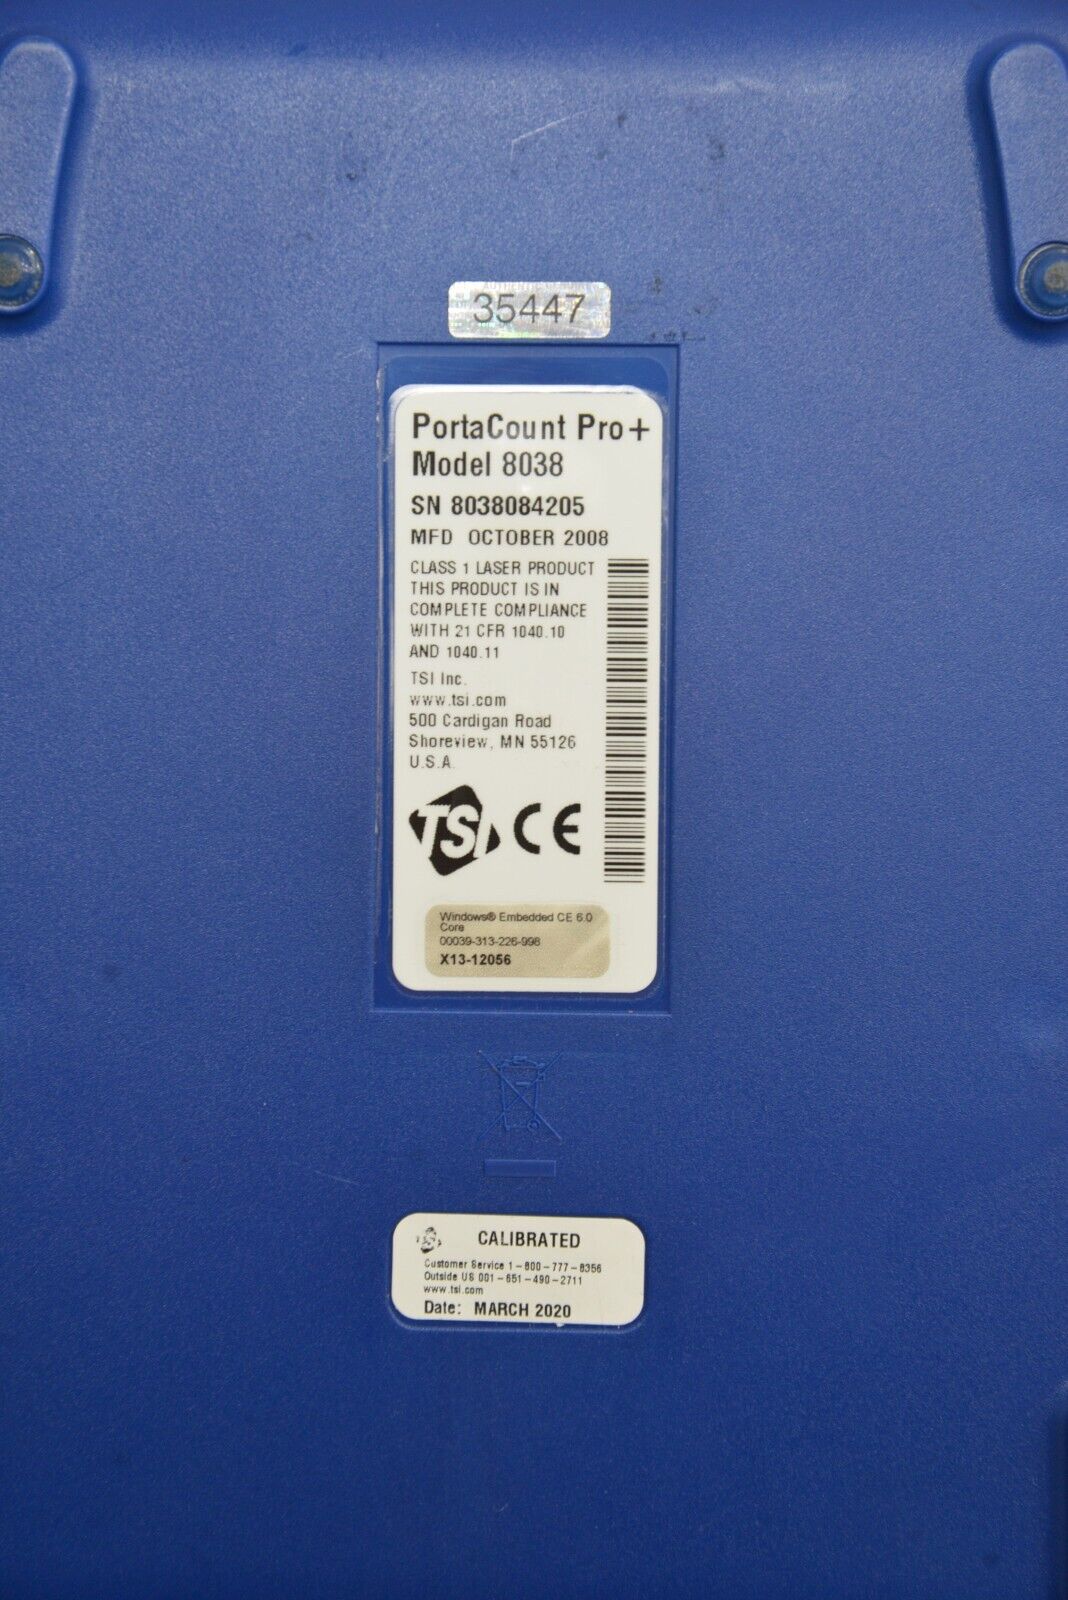 35447
PortaCount Pro+
Model 8038
SN 8038084205
MFD OCTOBER 2008
CLASS 1 LASER PRODUCT
THIS PRODUCT IS IN
COMPLETE COMPLIANCE
WITH 21 CFR 1040.10
AND 1040.11
TSI Inc.
www.tsi.com
500 Cardigan Road
Shoreview, MN 55126
U.S.A.
TSI CE
Windows® Embedded CE 6.0
Core
00039-313-226-998
X13-12056
TSI CALIBRATED
Customer Service 1-800-777-8356
Outside US 001-651-490-2711
www.tsi.com
Date: MARCH 2020